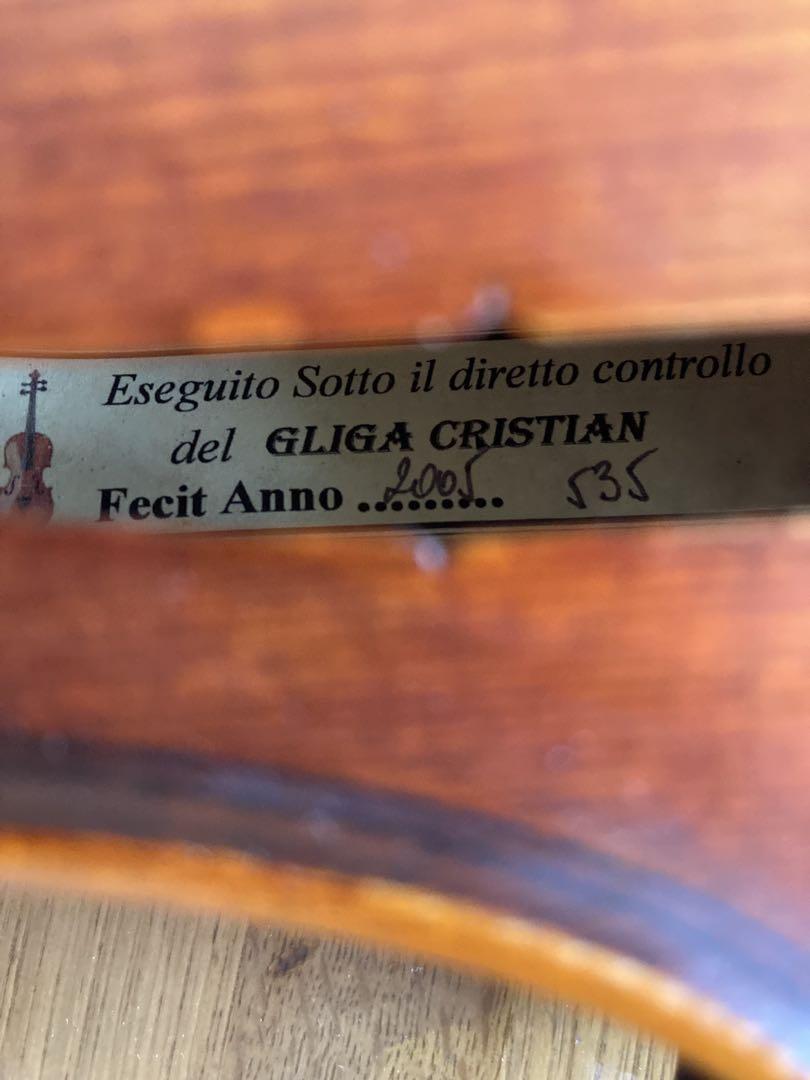 Eseguito Sotto il diretto controllo
del GLIGA CRISTIAN
Fecit Anno ......... 2005 535